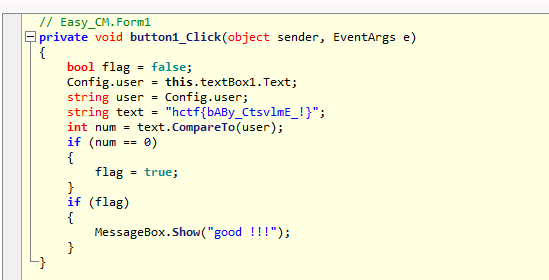 // Easy_CM.Form1
private void button1_Click(object sender, EventArgs e)
{
bool flag = false;
Config.user = this.textBox1.Text;
string user = Config.user;
string text = "hctf{bABy_CtsvlmE_!}";
int num = text.CompareTo(user);
if (num == 0)
{
flag = true;
}
if (flag)
{
MessageBox.Show("good !!!");
}
}